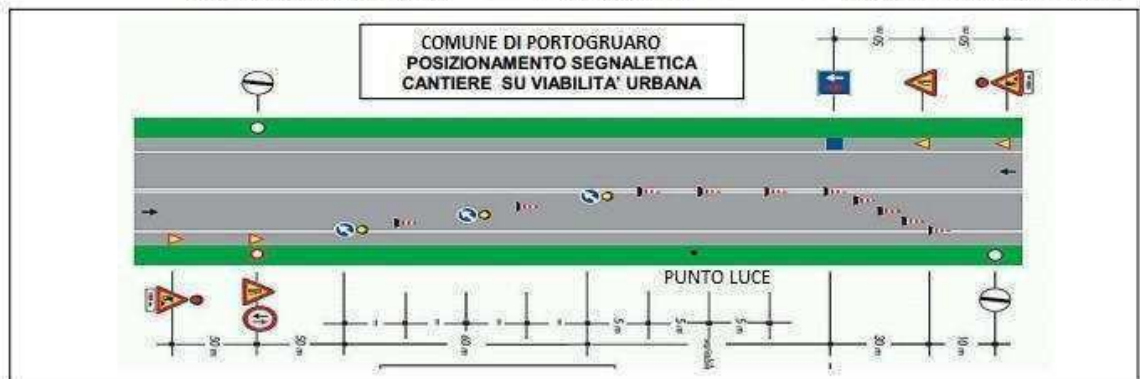 COMUNE DI PORTOGRUARO
POSIZIONAMENTO SEGNALETICA
CANTIERE SU VIABILITA' URBANA
50 m
50 m
PUNTO LUCE
5 m
5 m
5 m
50 m
50 m
60 m
variabile
20 m
10 m